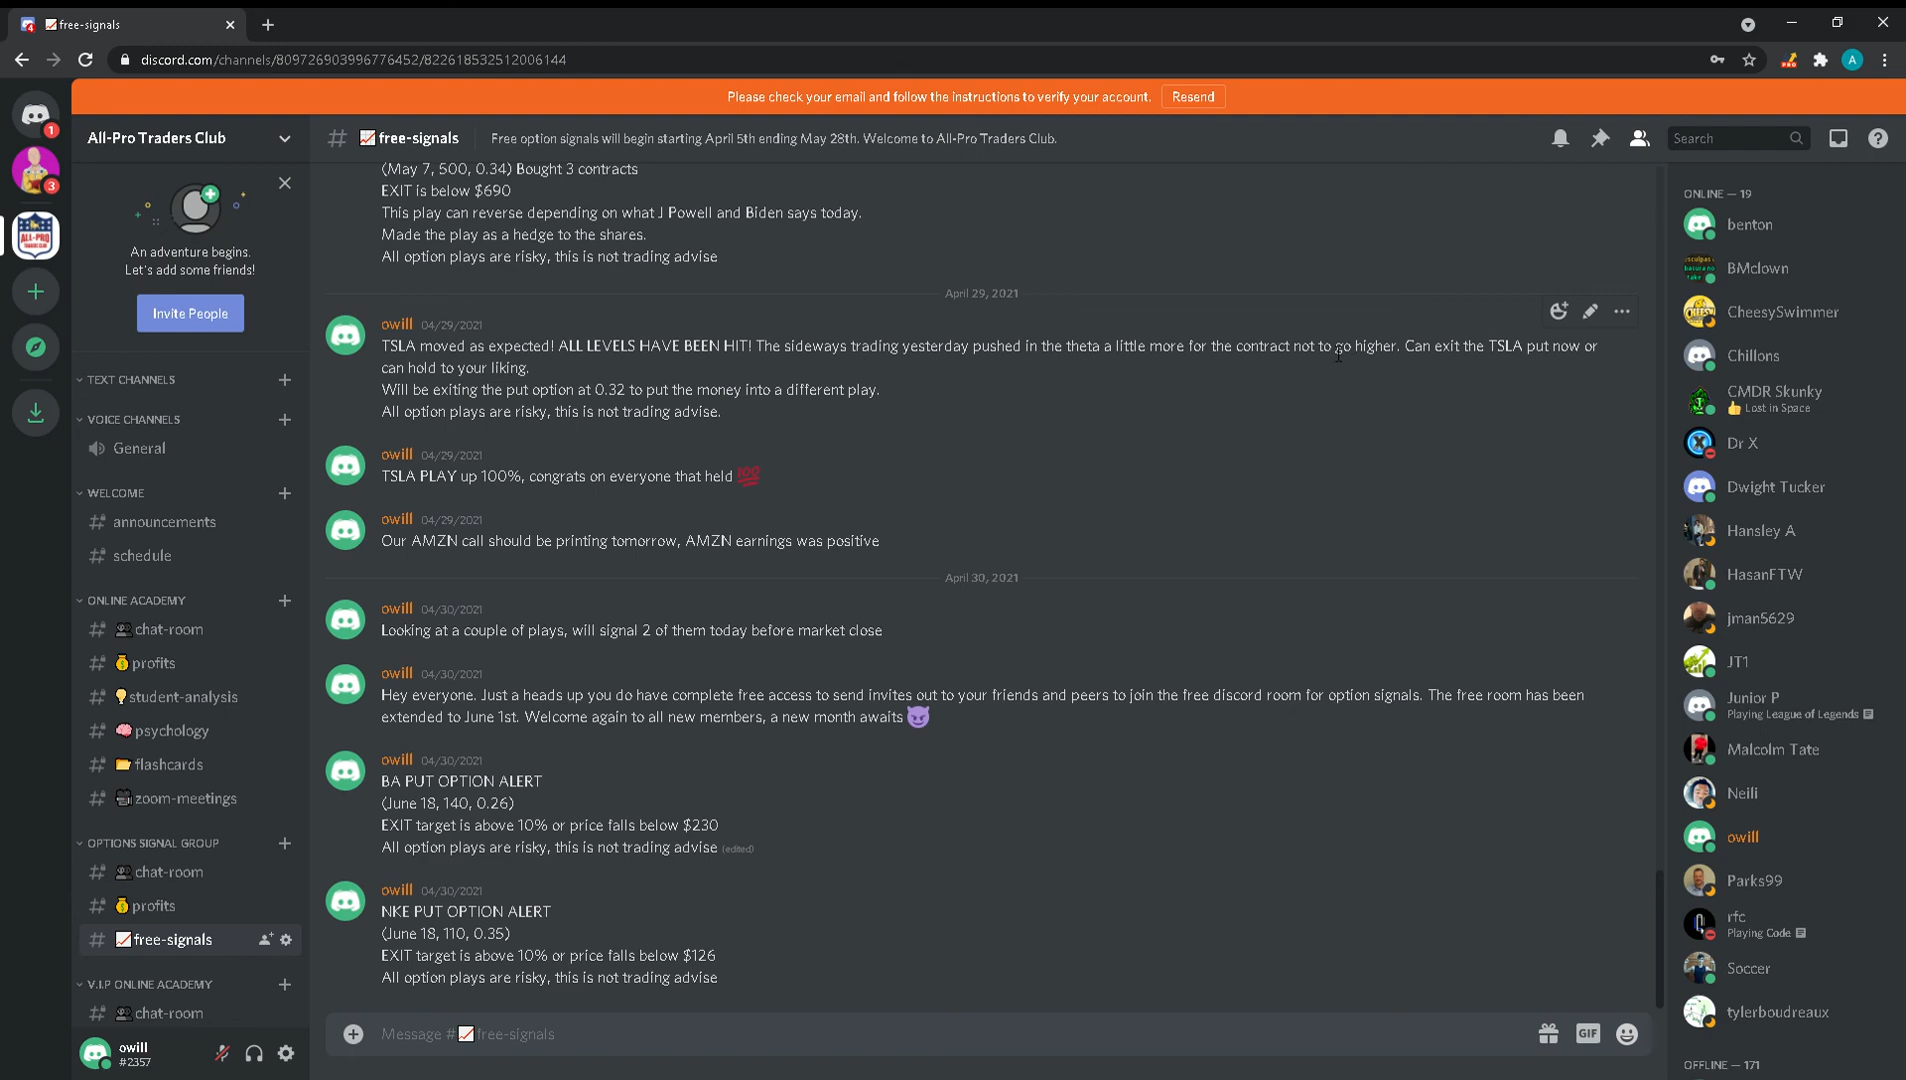 free-signals
discord.com/channels/809726903996776452/822618532512006144
PRO
A
Please check your email and follow the instructions to verify your account.
Resend
1
3
ALL-PRO
All-Pro Traders Club
An adventure begins.
Let's add some friends!
Invite People
TEXT CHANNELS
VOICE CHANNELS
General
WELCOME
announcements
schedule
ONLINE ACADEMY
chat-room
profits
student-analysis
psychology
flashcards
zoom-meetings
OPTIONS SIGNAL GROUP
chat-room
profits
free-signals
V.I.P ONLINE ACADEMY
chat-room
owill
#2357
free-signals
Free option signals will begin starting April 5th ending May 28th. Welcome to All-Pro Traders Club.
Search
(May 7, 500, 0.34) Bought 3 contracts
EXIT is below $690
This play can reverse depending on what J Powell and Biden says today.
Made the play as a hedge to the shares.
All option plays are risky, this is not trading advise
April 29, 2021
owill 04/29/2021
TSLA moved as expected! ALL LEVELS HAVE BEEN HIT! The sideways trading yesterday pushed in the theta a little more for the contract not to go higher. Can exit the TSLA put now or
can hold to your liking.
Will be exiting the put option at 0.32 to put the money into a different play.
All option plays are risky, this is not trading advise.
owill 04/29/2021
TSLA PLAY up 100%, congrats on everyone that held 💯
owill 04/29/2021
Our AMZN call should be printing tomorrow, AMZN earnings was positive
April 30, 2021
owill 04/30/2021
Looking at a couple of plays, will signal 2 of them today before market close
owill 04/30/2021
Hey everyone. Just a heads up you do have complete free access to send invites out to your friends and peers to join the free discord room for option signals. The free room has been
extended to June 1st. Welcome again to all new members, a new month awaits 😈
owill 04/30/2021
BA PUT OPTION ALERT
(June 18, 140, 0.26)
EXIT target is above 10% or price falls below $230
All option plays are risky, this is not trading advise (edited)
owill 04/30/2021
NKE PUT OPTION ALERT
(June 18, 110, 0.35)
EXIT target is above 10% or price falls below $126
All option plays are risky, this is not trading advise
Message #free-signals
GIF
ONLINE — 19
benton
BMclown
CheesySwimmer
Chillons
CMDR Skunky
Lost in Space
Dr X
Dwight Tucker
Hansley A
HasanFTW
jman5629
JT1
Junior P
Playing League of Legends
Malcolm Tate
Neili
owill
Parks99
rfc
Playing Code
Soccer
tylerboudreaux
OFFLINE — 171